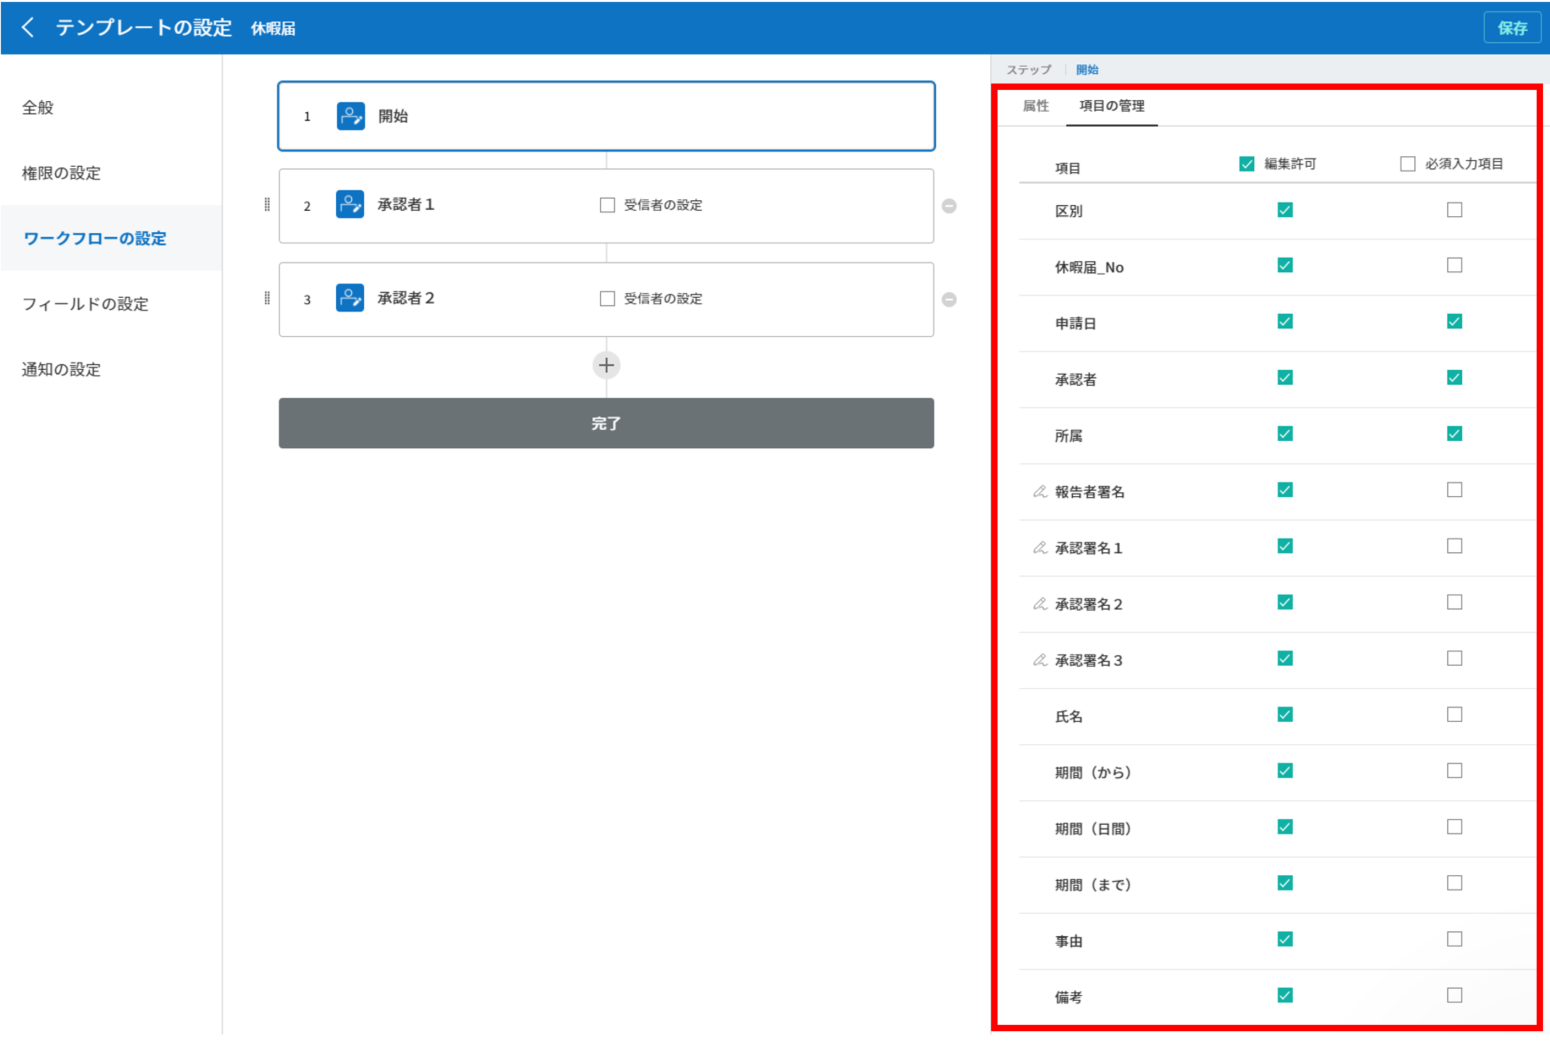 テンプレートの設定 休暇届 保存
全般
権限の設定
ワークフローの設定
フィールドの設定
通知の設定
1 開始
2 承認者１ 受信者の設定
3 承認者２ 受信者の設定
完了
ステップ 開始
属性 項目の管理
項目 編集許可 必須入力項目
区別
休暇届_No
申請日
承認者
所属
報告者署名
承認署名１
承認署名２
承認署名３
氏名
期間（から）
期間（日間）
期間（まで）
事由
備考